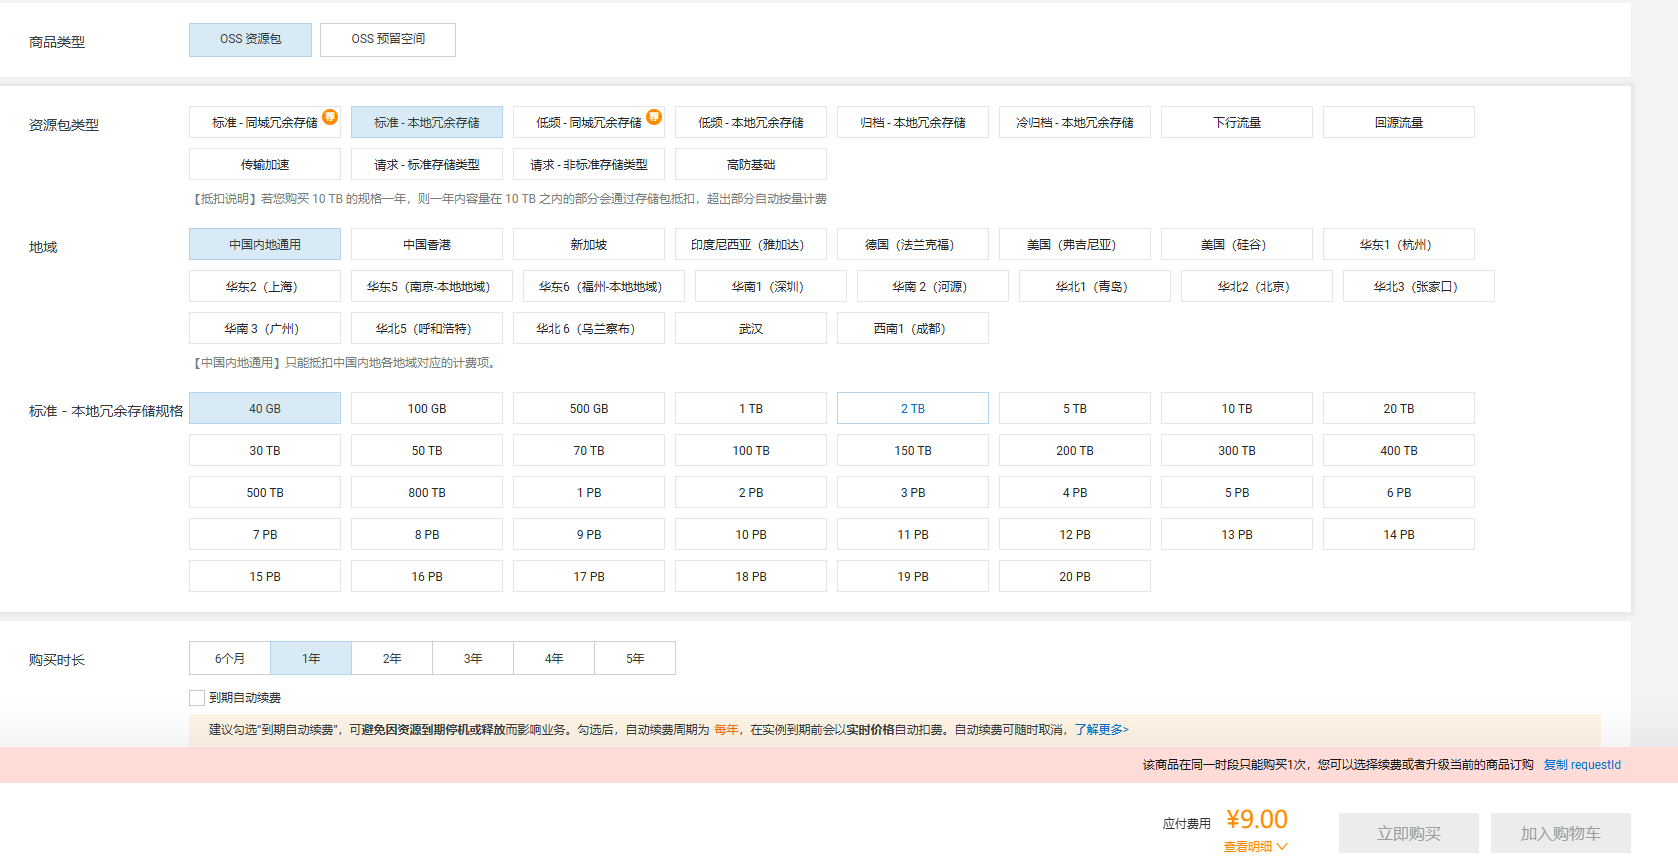 商品类型
OSS 资源包
OSS 预留空间
资源包类型
标准 - 同城冗余存储 荐
标准 - 本地冗余存储
低频 - 同城冗余存储 荐
低频 - 本地冗余存储
归档 - 本地冗余存储
冷归档 - 本地冗余存储
下行流量
回源流量
传输加速
请求 - 标准存储类型
请求 - 非标准存储类型
高防基础
【抵扣说明】若您购买 10 TB 的规格一年，则一年内容量在 10 TB 之内的部分会通过存储包抵扣，超出部分自动按量计费
地域
中国内地通用
中国香港
新加坡
印度尼西亚（雅加达）
德国（法兰克福）
美国（弗吉尼亚）
美国（硅谷）
华东1（杭州）
华东2（上海）
华东5（南京-本地地域）
华东6（福州-本地地域）
华南1（深圳）
华南 2（河源）
华北1（青岛）
华北2（北京）
华北3（张家口）
华南 3（广州）
华北5（呼和浩特）
华北 6（乌兰察布）
武汉
西南1（成都）
【中国内地通用】只能抵扣中国内地各地域对应的计费项。
标准 - 本地冗余存储规格
40 GB
100 GB
500 GB
1 TB
2 TB
5 TB
10 TB
20 TB
30 TB
50 TB
70 TB
100 TB
150 TB
200 TB
300 TB
400 TB
500 TB
800 TB
1 PB
2 PB
3 PB
4 PB
5 PB
6 PB
7 PB
8 PB
9 PB
10 PB
11 PB
12 PB
13 PB
14 PB
15 PB
16 PB
17 PB
18 PB
19 PB
20 PB
购买时长
6个月
1年
2年
3年
4年
5年
到期自动续费
建议勾选“到期自动续费”，可避免因资源到期停机或释放而影响业务。勾选后，自动续费周期为 每年，在实例到期前会以实时价格自动扣费。自动续费可随时取消，了解更多>
该商品在同一时段只能购买1次，您可以选择续费或者升级当前的商品订购 复制 requestId
应付费用 ¥9.00
查看明细
立即购买
加入购物车